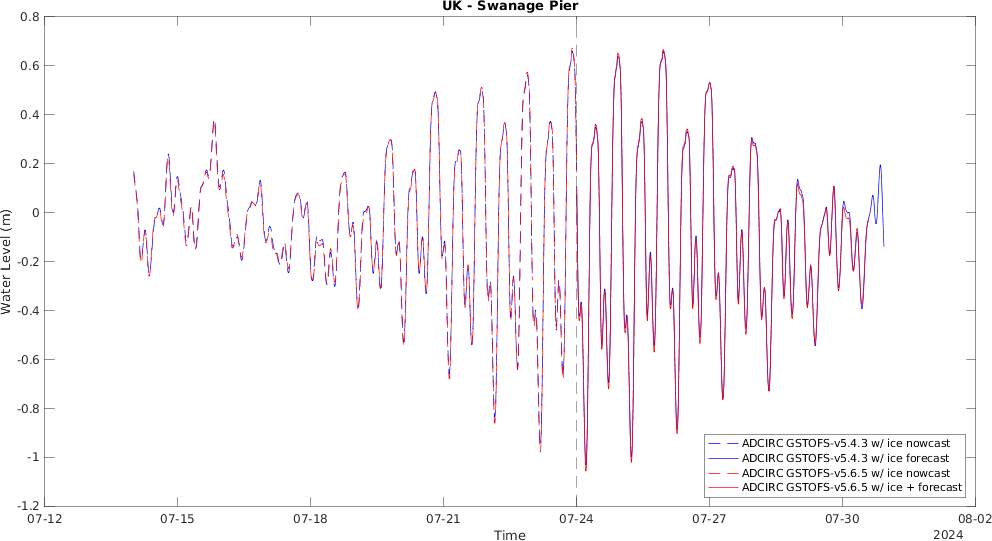 UK - Swanage Pier
0.8
0.6
0.4
0.2
0
-0.2
-0.4
-0.6
-0.8
-1
-1.2
Water Level (m)
ADCIRC GSTOFS-v5.4.3 w/ ice nowcast
ADCIRC GSTOFS-v5.4.3 w/ ice forecast
ADCIRC GSTOFS-v5.6.5 w/ ice nowcast
ADCIRC GSTOFS-v5.6.5 w/ ice + forecast
07-12 07-15 07-18 07-21 07-24 07-27 07-30 08-02
Time
2024